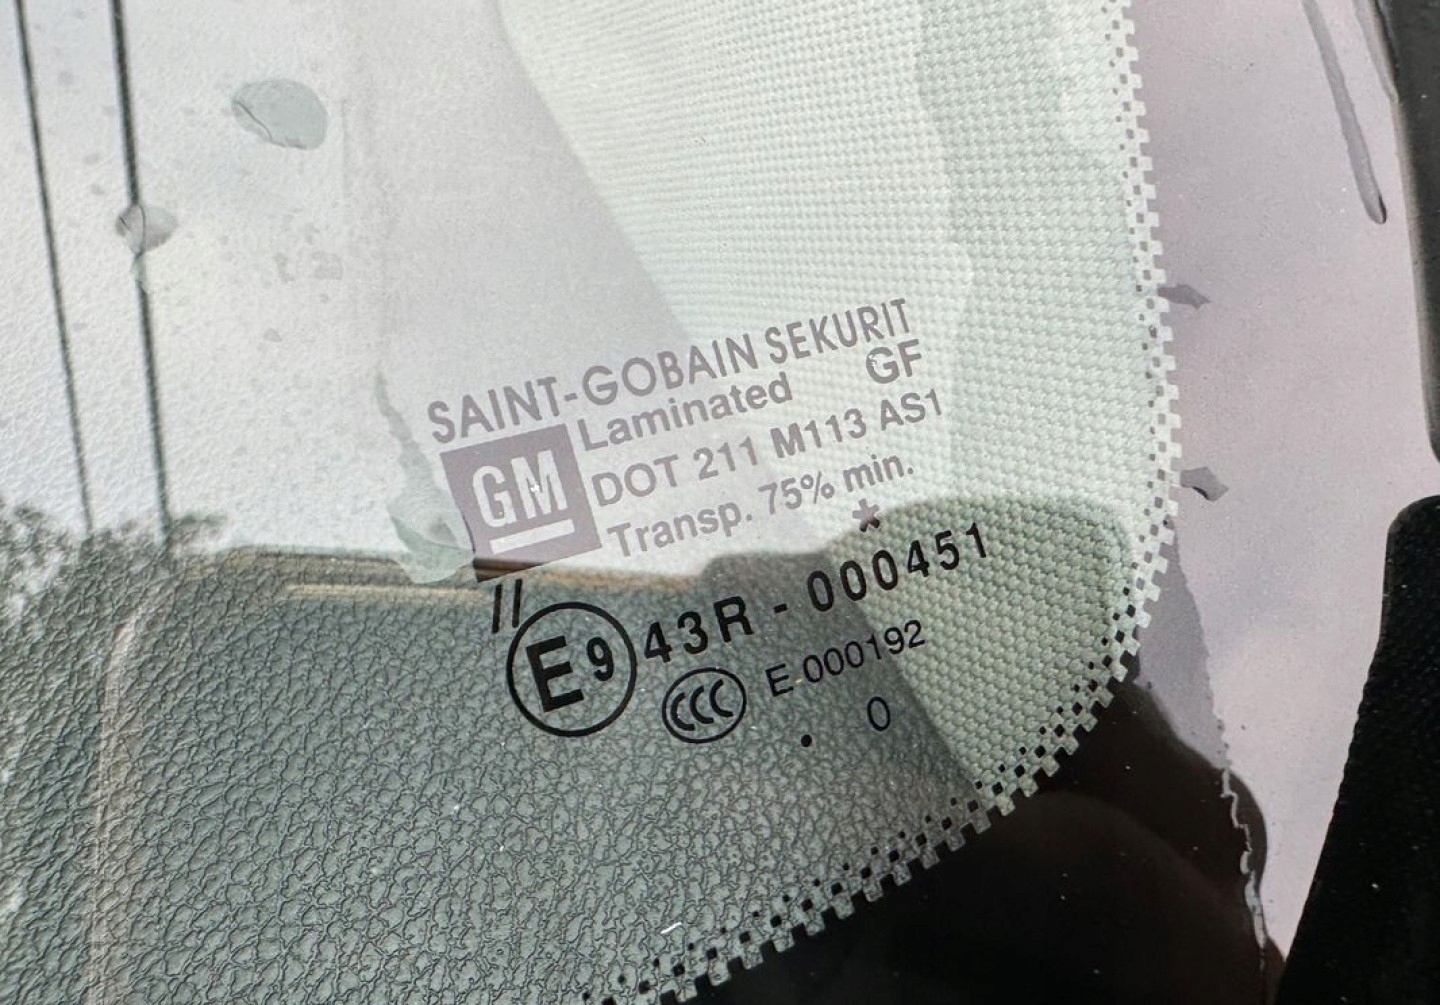 SAINT-GOBAIN SEKURIT
Laminated GF
GM
DOT 211 M113 AS1
Transp. 75% min.
*
//
E9 43R - 000451
CCC E 000192
. 0